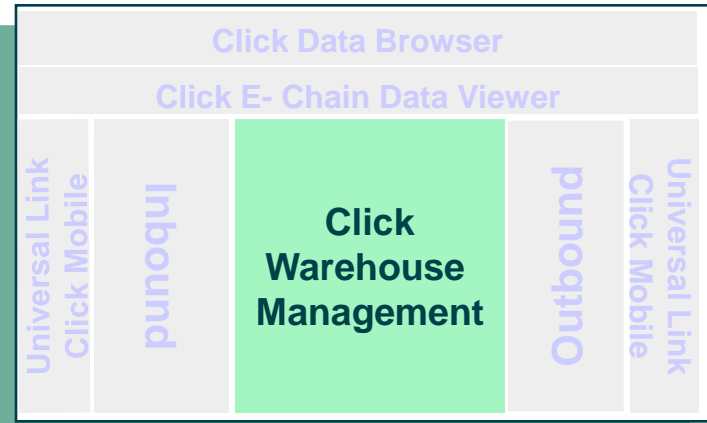 Click Data Browser
Click E- Chain Data Viewer
Universal Link
Click Mobile
Inbound
Click
Warehouse
Management
Outbound
Universal Link
Click Mobile